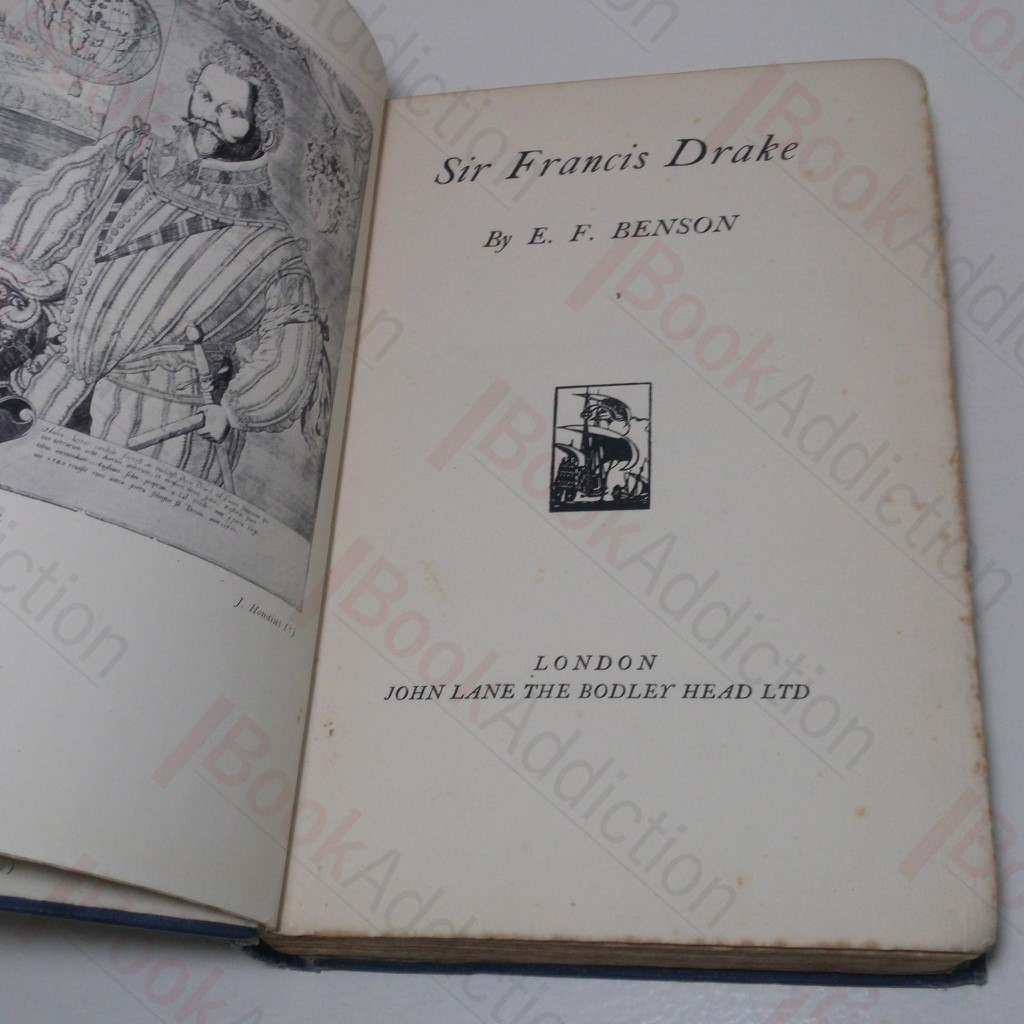 J. Hondius (?)
Sir Francis Drake
By E. F. BENSON
LONDON
JOHN LANE THE BODLEY HEAD LTD
BookAddiction